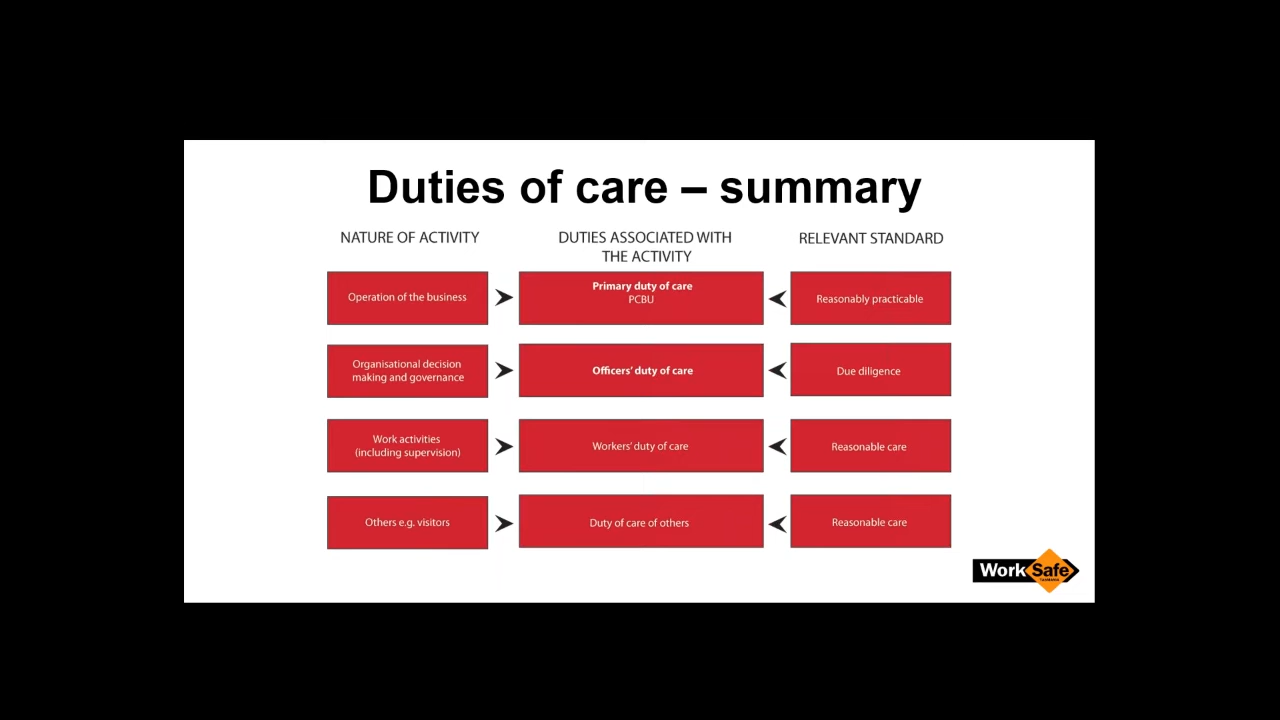 Duties of care – summary
NATURE OF ACTIVITY
DUTIES ASSOCIATED WITH
THE ACTIVITY
RELEVANT STANDARD
Operation of the business
Primary duty of care
PCBU
Reasonably practicable
Organisational decision
making and governance
Officers' duty of care
Due diligence
Work activities
(including supervision)
Workers' duty of care
Reasonable care
Others e.g. visitors
Duty of care of others
Reasonable care
WorkSafe
TASMANIA